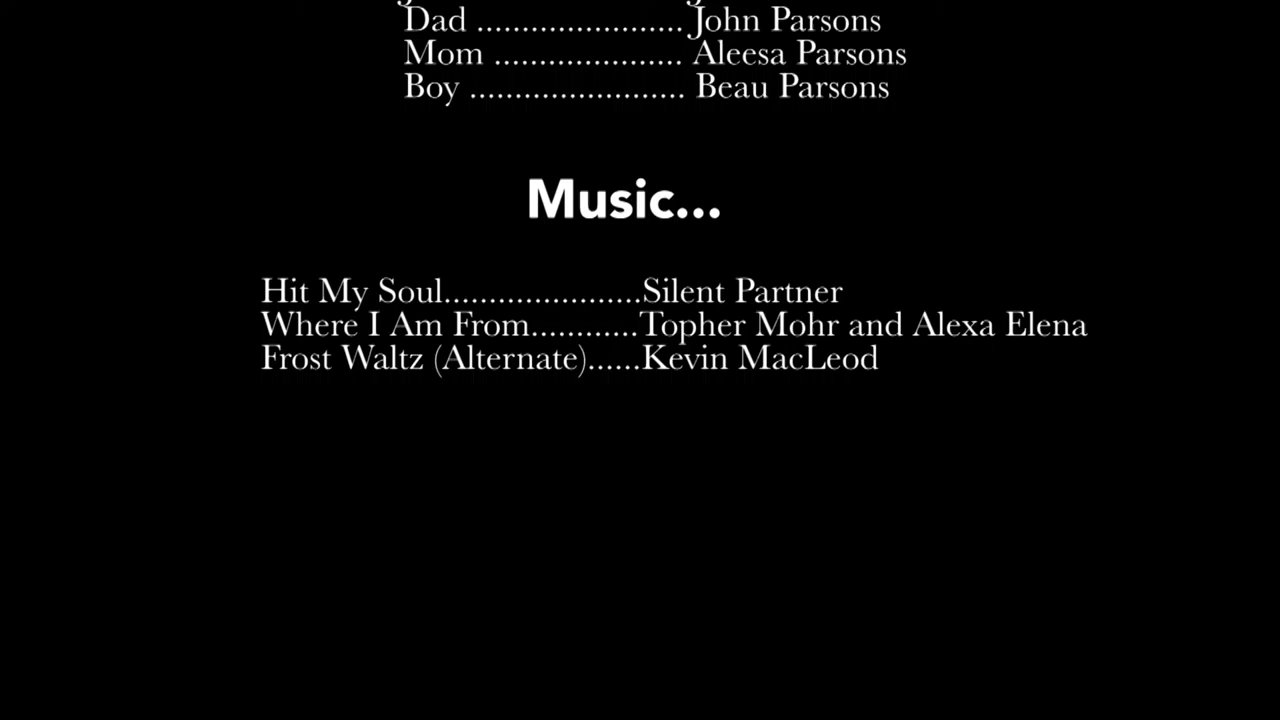 Dad ....................... John Parsons
Mom ..................... Aleesa Parsons
Boy ........................ Beau Parsons
Music...
Hit My Soul......................Silent Partner
Where I Am From............Topher Mohr and Alexa Elena
Frost Waltz (Alternate)......Kevin MacLeod